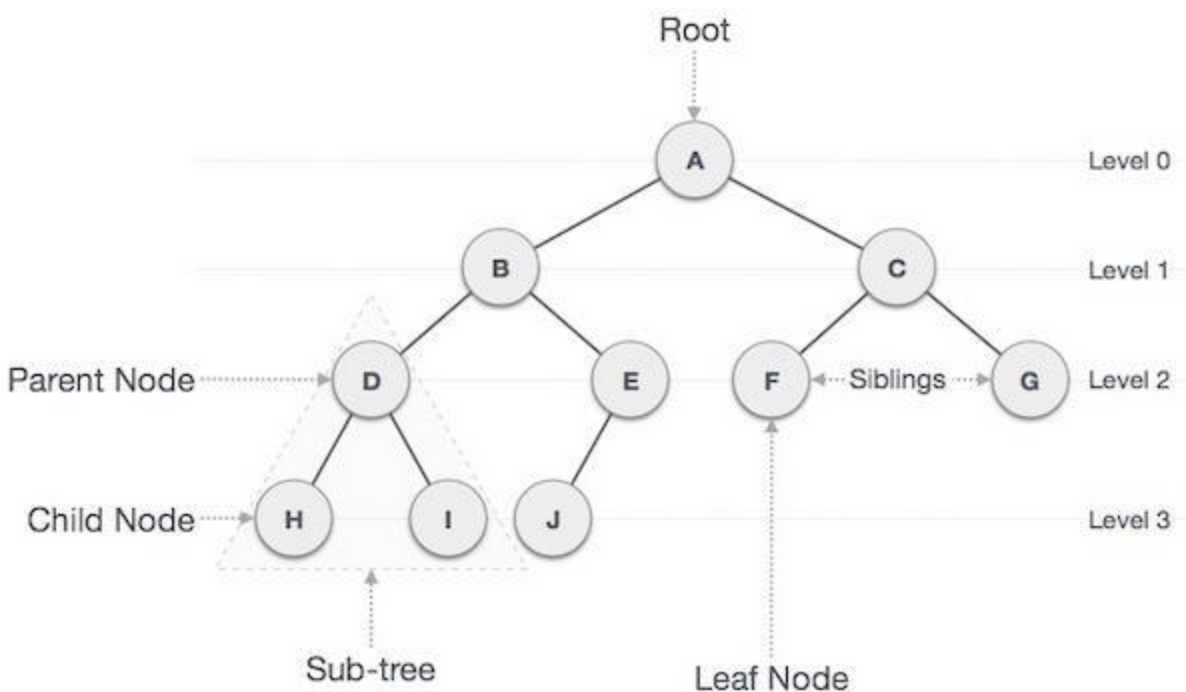 Root
A
Level 0
B
C
Level 1
Parent Node
D
E
F
Siblings
G
Level 2
Child Node
H
I
J
Level 3
Sub-tree
Leaf Node